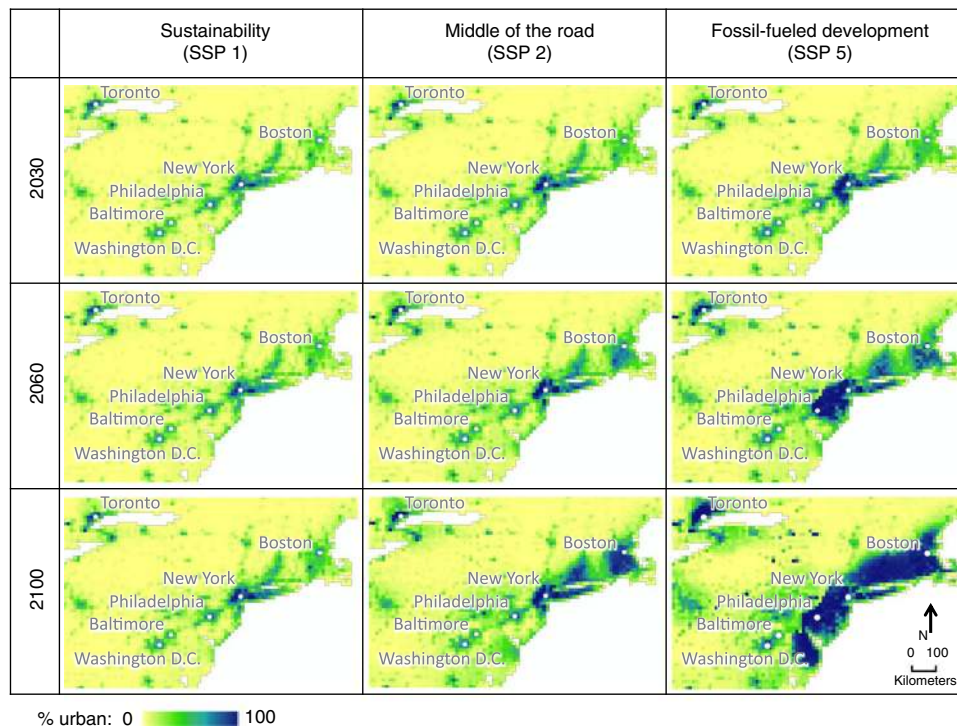 Sustainability
(SSP 1)
Middle of the road
(SSP 2)
Fossil-fueled development
(SSP 5)
2030
Toronto
Boston
New York
Philadelphia
Baltimore
Washington D.C.
Toronto
Boston
New York
Philadelphia
Baltimore
Washington D.C.
Toronto
Boston
New York
Philadelphia
Baltimore
Washington D.C.
2060
Toronto
Boston
New York
Philadelphia
Baltimore
Washington D.C.
Toronto
Boston
New York
Philadelphia
Baltimore
Washington D.C.
Toronto
Boston
New York
Philadelphia
Baltimore
Washington D.C.
2100
Toronto
Boston
New York
Philadelphia
Baltimore
Washington D.C.
Toronto
Boston
New York
Philadelphia
Baltimore
Washington D.C.
Toronto
Boston
New York
Philadelphia
Baltimore
Washington D.C.
N
0 100
Kilometers
% urban: 0 100